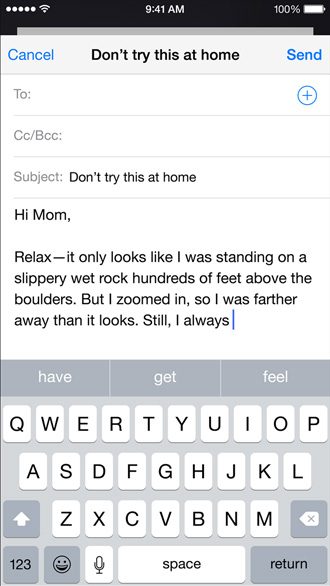 9:41 AM 100%
Cancel Don’t try this at home Send
To:
Cc/Bcc:
Subject: Don’t try this at home
Hi Mom,
Relax—it only looks like I was standing on a
slippery wet rock hundreds of feet above the
boulders. But I zoomed in, so I was farther
away than it looks. Still, I always
have get feel
Q W E R T Y U I O P
A S D F G H J K L
Z X C V B N M
123 space return